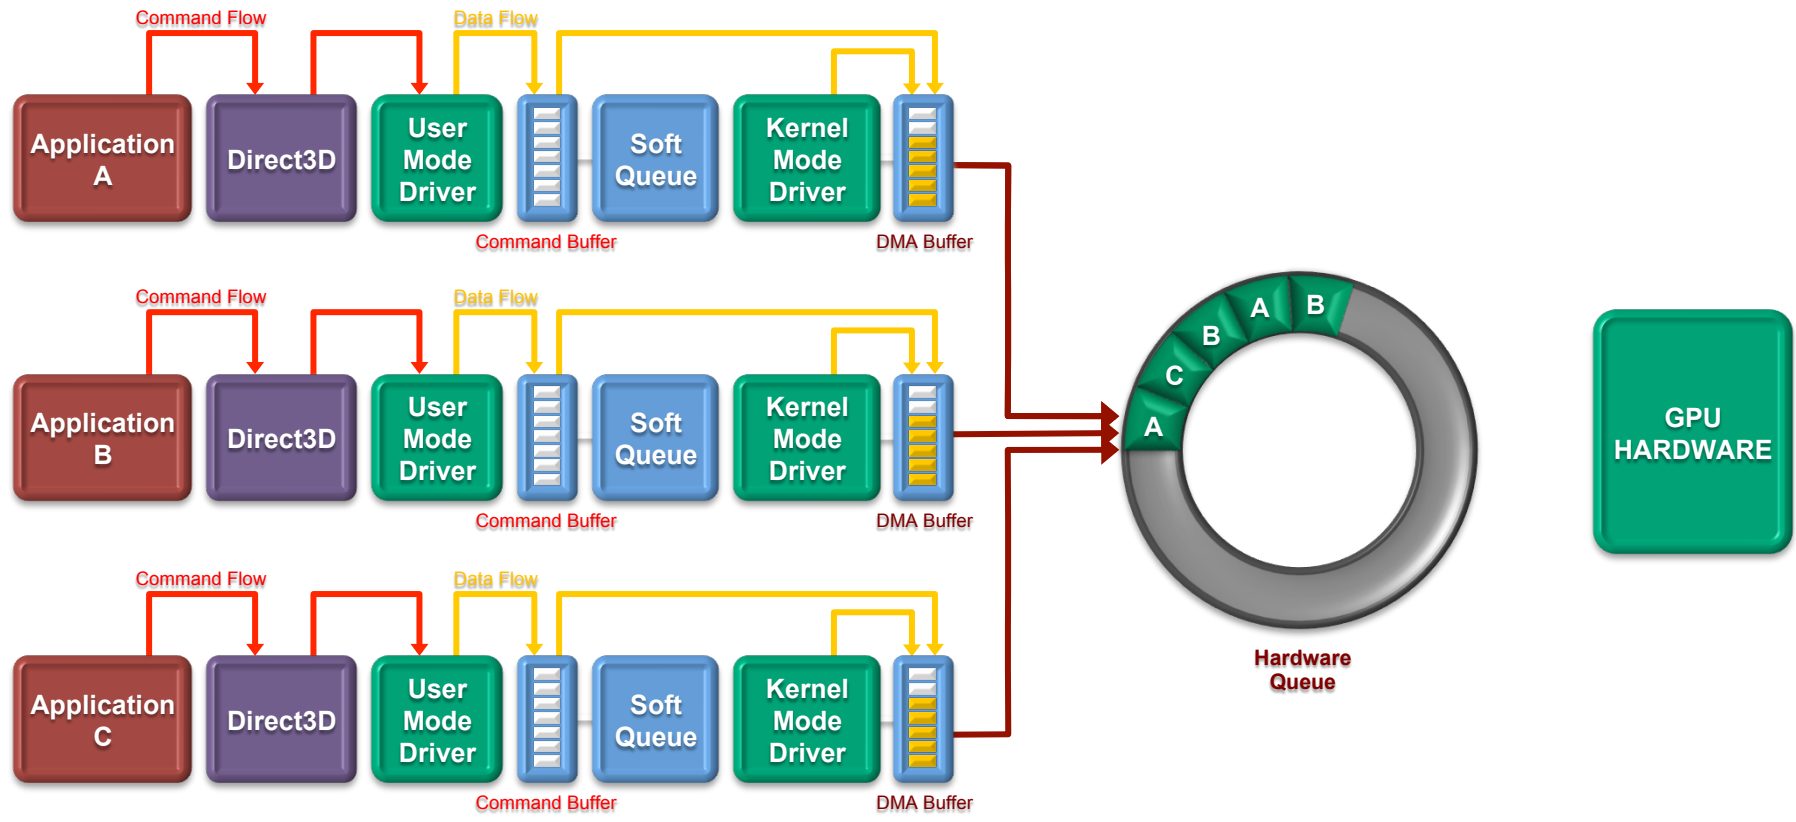 Command Flow
Data Flow
Application
A
Direct3D
User
Mode
Driver
Soft
Queue
Kernel
Mode
Driver
Command Buffer
DMA Buffer
Command Flow
Data Flow
Application
B
Direct3D
User
Mode
Driver
Soft
Queue
Kernel
Mode
Driver
Command Buffer
DMA Buffer
Command Flow
Data Flow
Application
C
Direct3D
User
Mode
Driver
Soft
Queue
Kernel
Mode
Driver
Command Buffer
DMA Buffer
A
C
B
A
B
Hardware
Queue
GPU
HARDWARE